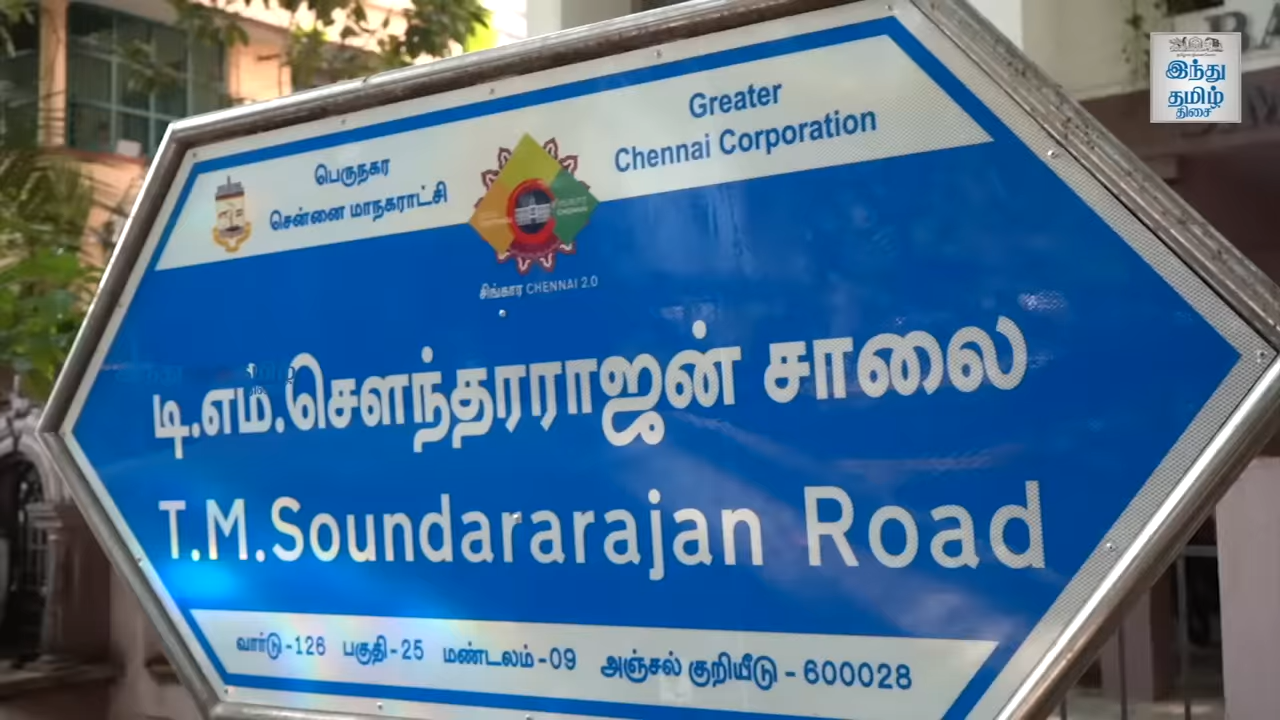 பெருநகர
சென்னை மாநகராட்சி
Greater
Chennai Corporation
சிங்கார CHENNAI 2.0
டி.எம்.சௌந்தரராஜன் சாலை
T.M.Soundararajan Road
வார்டு-126 பகுதி-25 மண்டலம்-09 அஞ்சல் குறியீடு - 600028
இந்து
தமிழ்
திசை